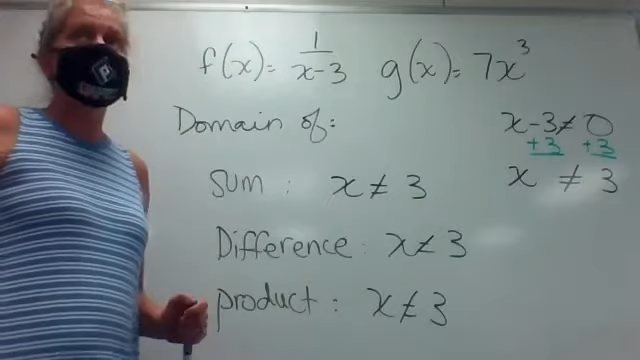 f(x) = 1/(x-3) g(x) = 7x³
Domain of:
x - 3 ≠ 0
+3 +3
x ≠ 3
Sum : x ≠ 3
Difference : x ≠ 3
product : x ≠ 3